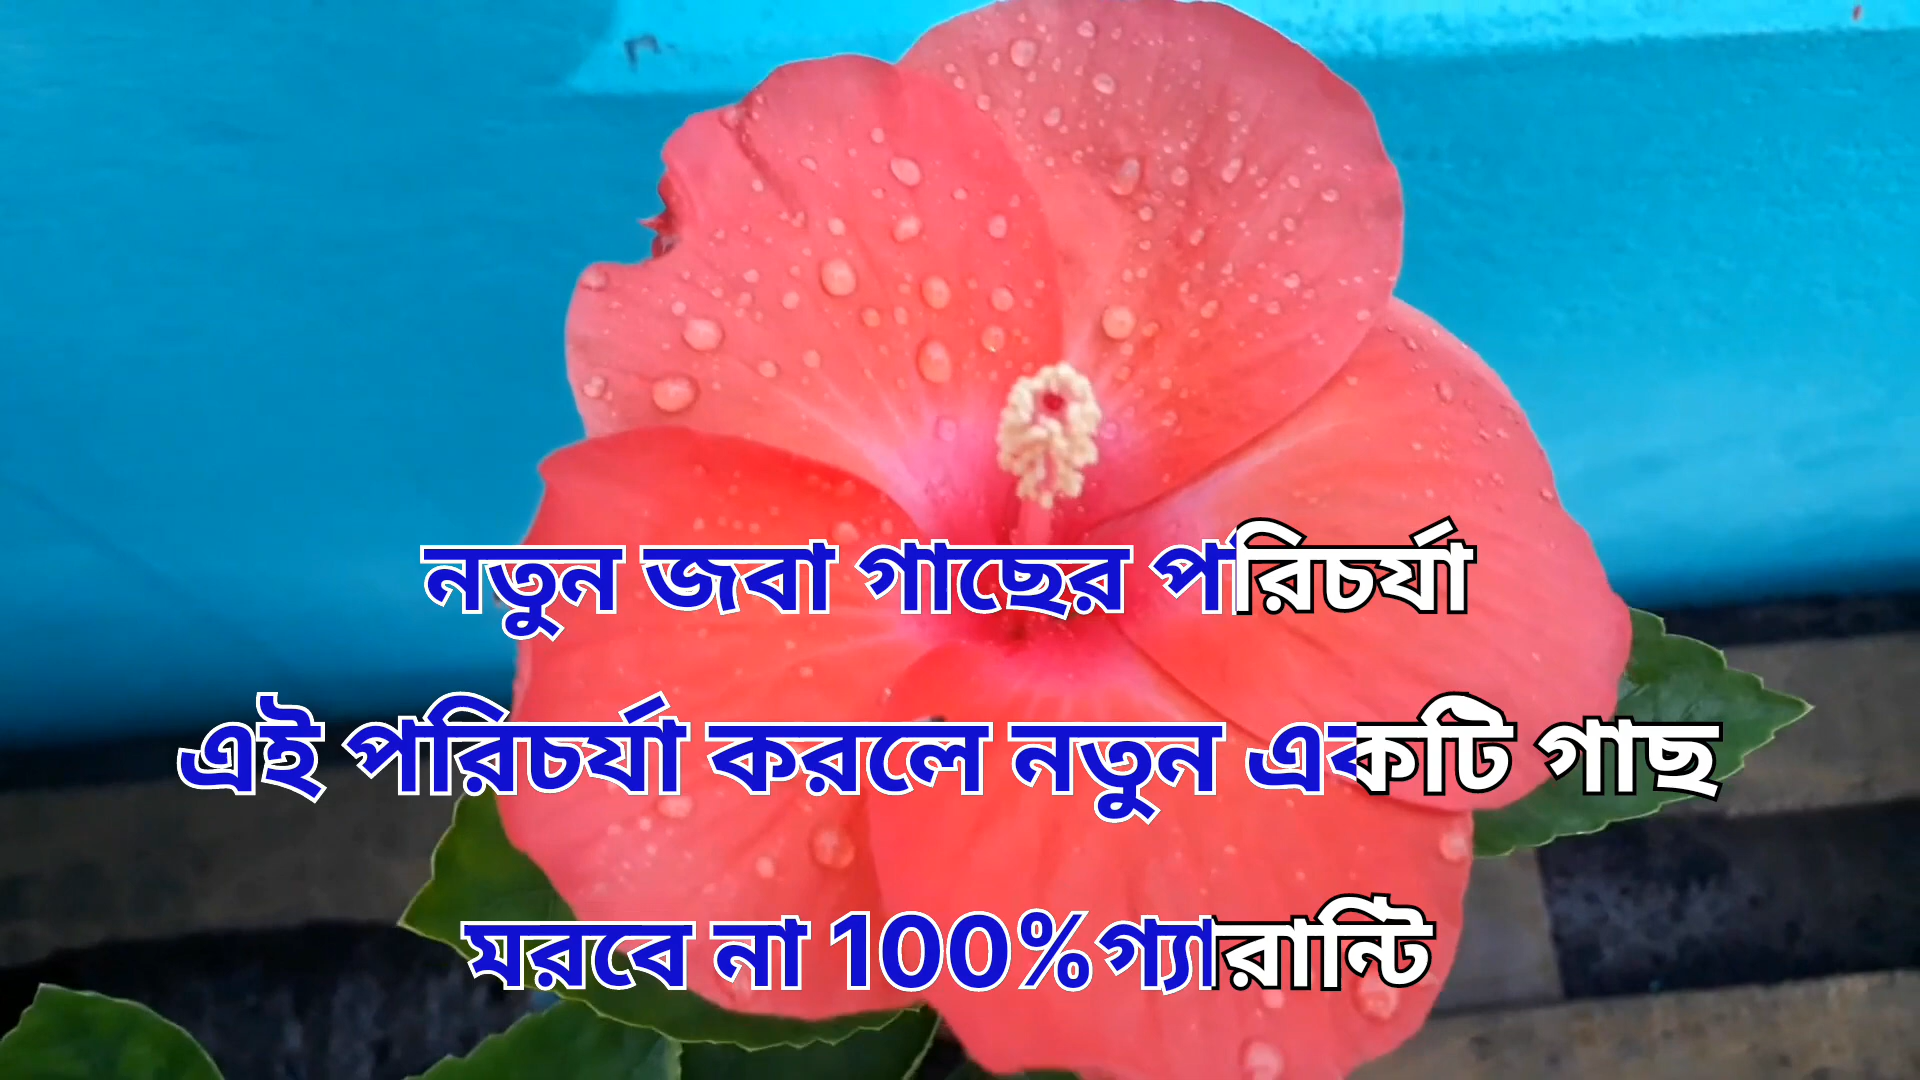 নতুন জবা গাছের পরিচর্যা
এই পরিচর্যা করলে নতুন একটি গাছ
মরবে না 100%গ্যারান্টি